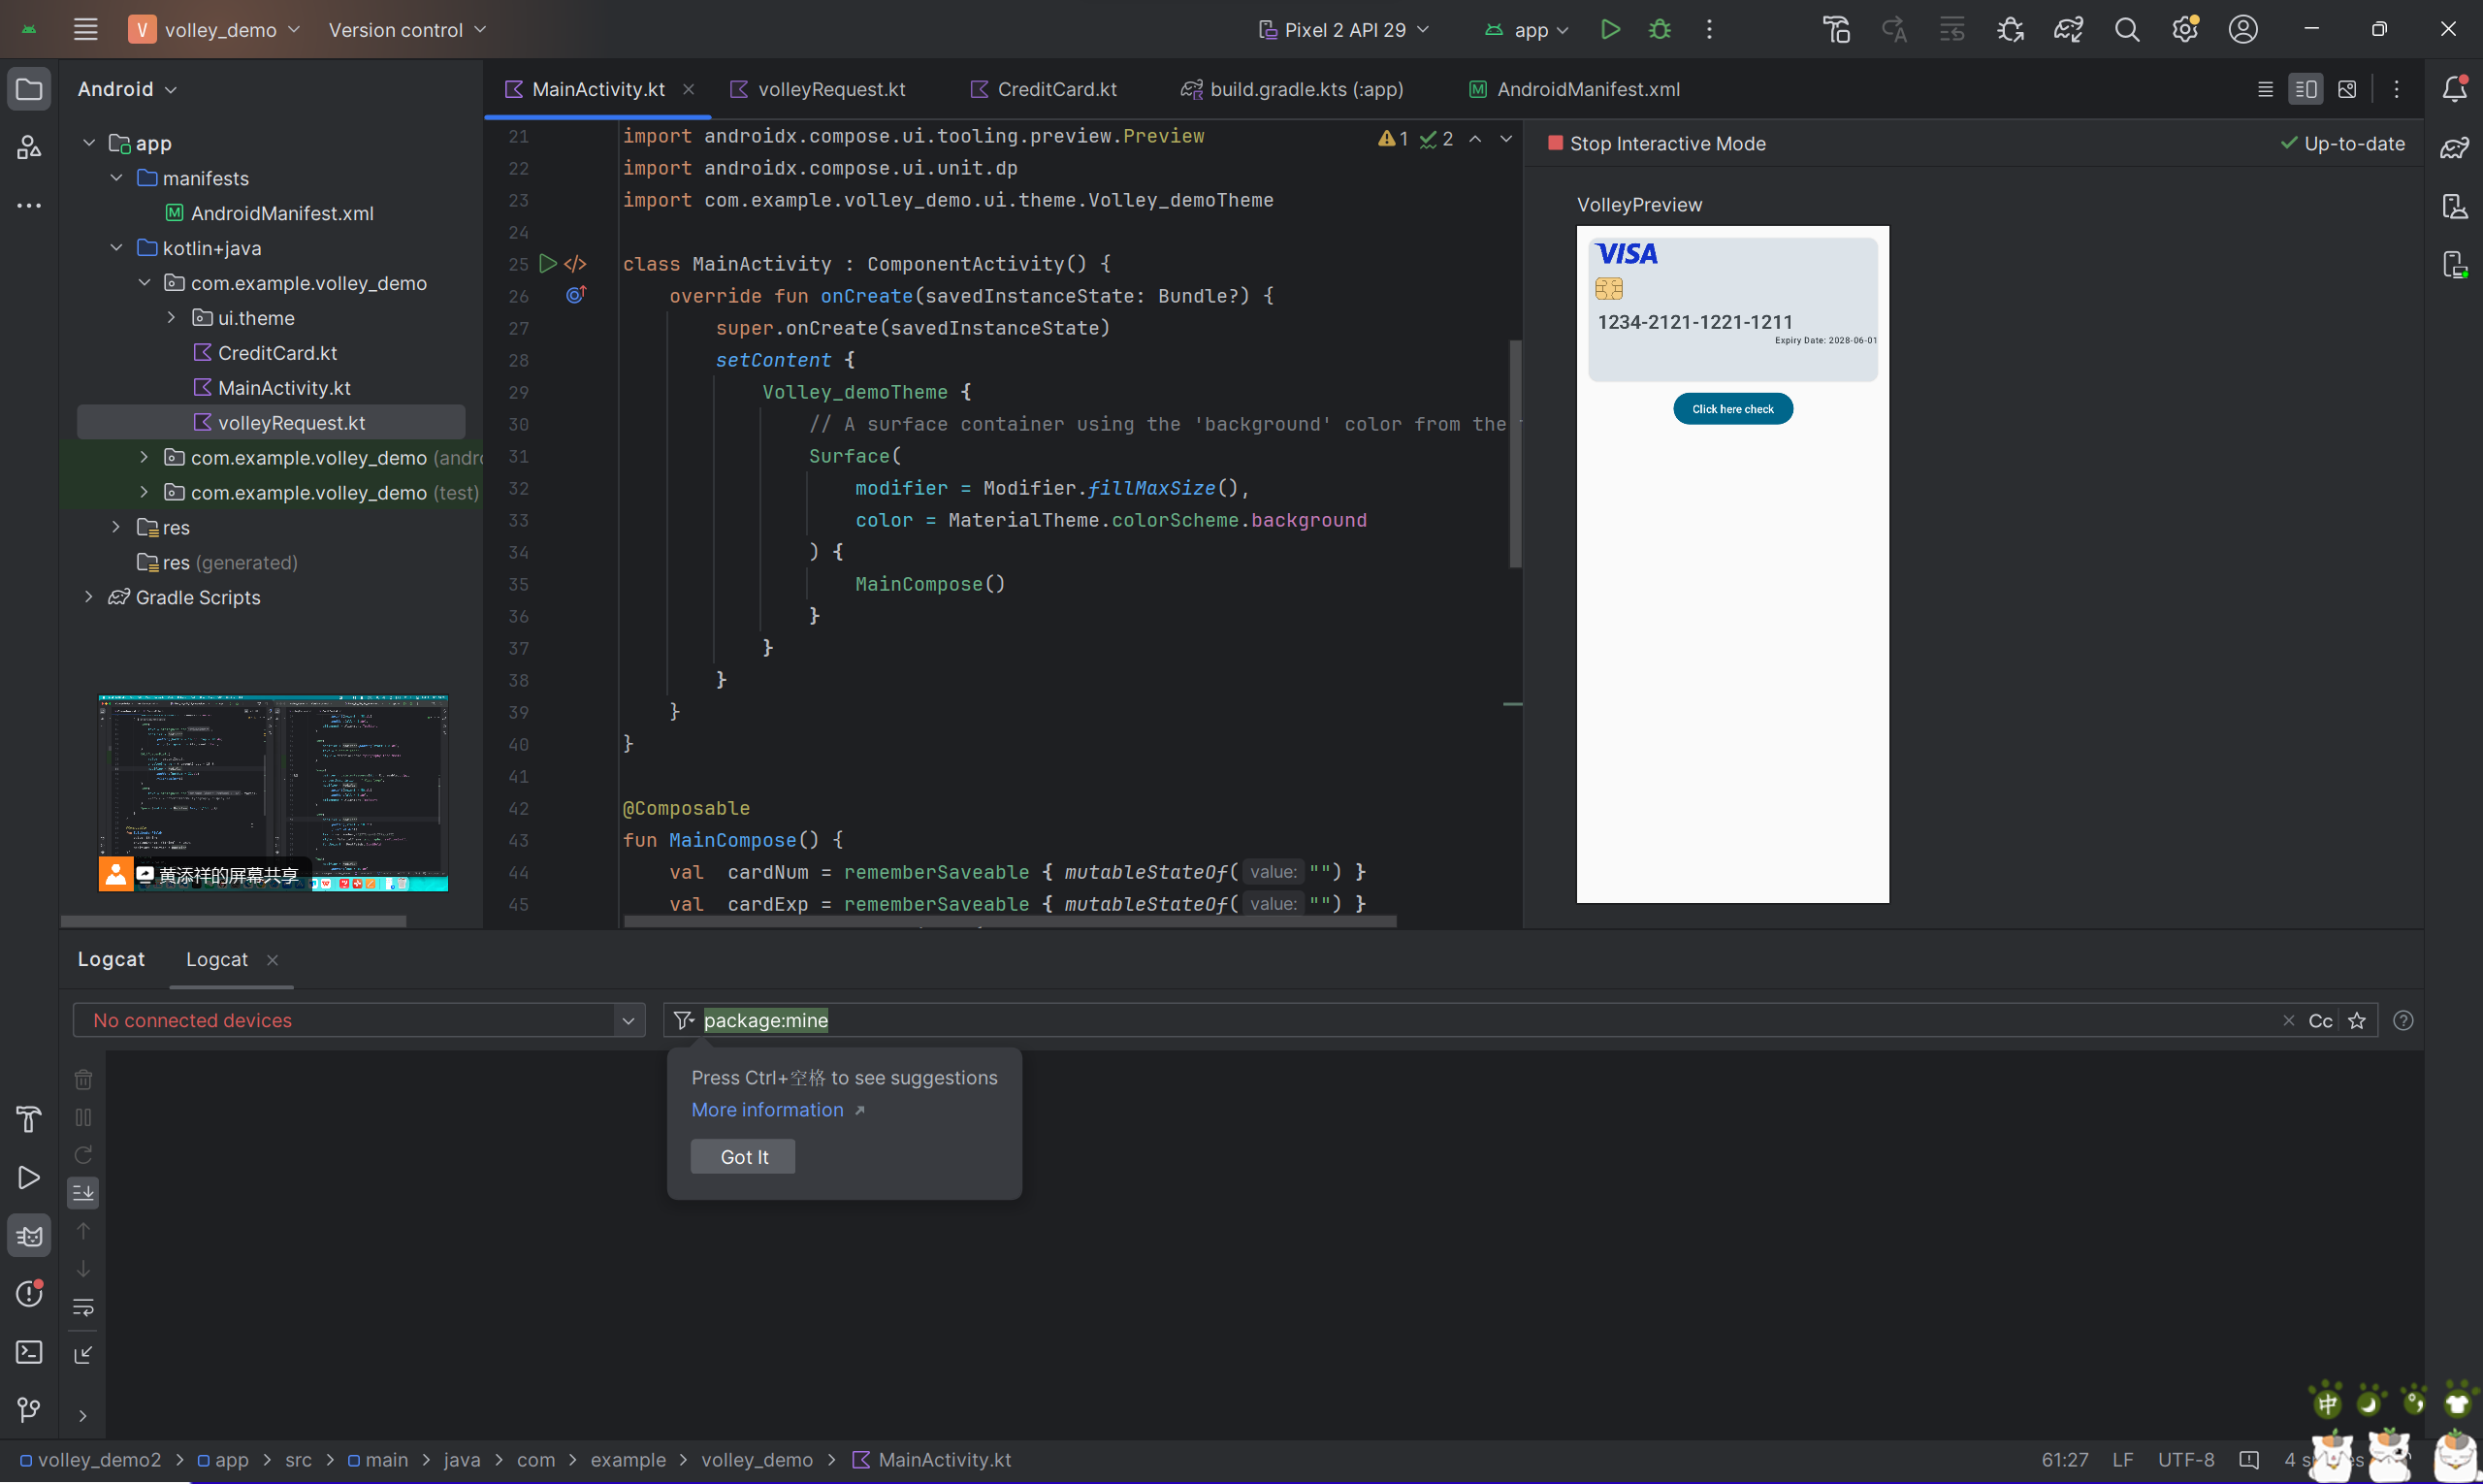 V volley_demo Version control Pixel 2 API 29 app
Android
app
manifests
AndroidManifest.xml
kotlin+java
com.example.volley_demo
ui.theme
CreditCard.kt
MainActivity.kt
volleyRequest.kt
com.example.volley_demo (andro
com.example.volley_demo (test)
res
res (generated)
Gradle Scripts
黄添祥的屏幕共享
MainActivity.kt volleyRequest.kt CreditCard.kt build.gradle.kts (:app) AndroidManifest.xml
1 2
21 import androidx.compose.ui.tooling.preview.Preview
22 import androidx.compose.ui.unit.dp
23 import com.example.volley_demo.ui.theme.Volley_demoTheme
24
25 class MainActivity : ComponentActivity() {
26 override fun onCreate(savedInstanceState: Bundle?) {
27 super.onCreate(savedInstanceState)
28 setContent {
29 Volley_demoTheme {
30 // A surface container using the 'background' color from the
31 Surface(
32 modifier = Modifier.fillMaxSize(),
33 color = MaterialTheme.colorScheme.background
34 ) {
35 MainCompose()
36 }
37 }
38 }
39 }
40 }
41
42 @Composable
43 fun MainCompose() {
44 val cardNum = rememberSaveable { mutableStateOf( value: "") }
45 val cardExp = rememberSaveable { mutableStateOf( value: "") }
Stop Interactive Mode Up-to-date
VolleyPreview
VISA
1234-2121-1221-1211
Expiry Date: 2028-06-01
Click here check
Logcat Logcat
No connected devices package:mine Cc
Press Ctrl+空格 to see suggestions
More information
Got It
中
volley_demo2 > app > src > main > java > com > example > volley_demo > MainActivity.kt 61:27 LF UTF-8 4